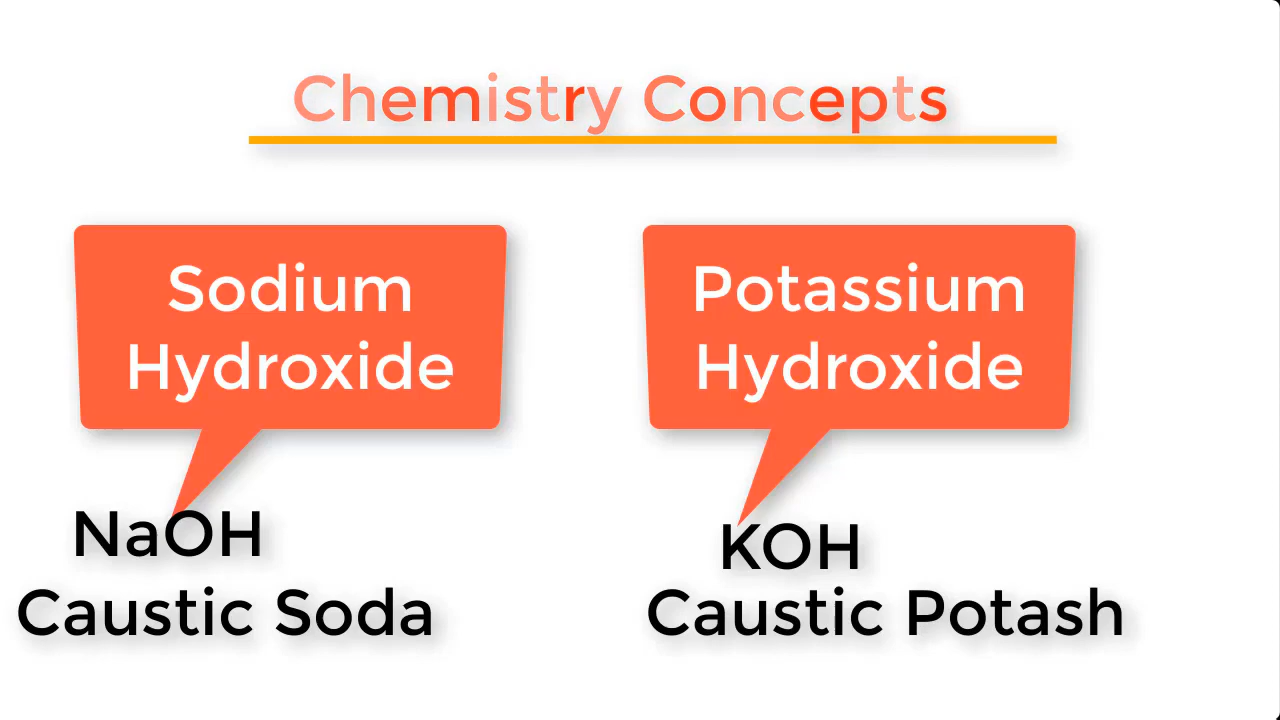 Chemistry Concepts
Sodium
Hydroxide
NaOH
Caustic Soda
Potassium
Hydroxide
KOH
Caustic Potash